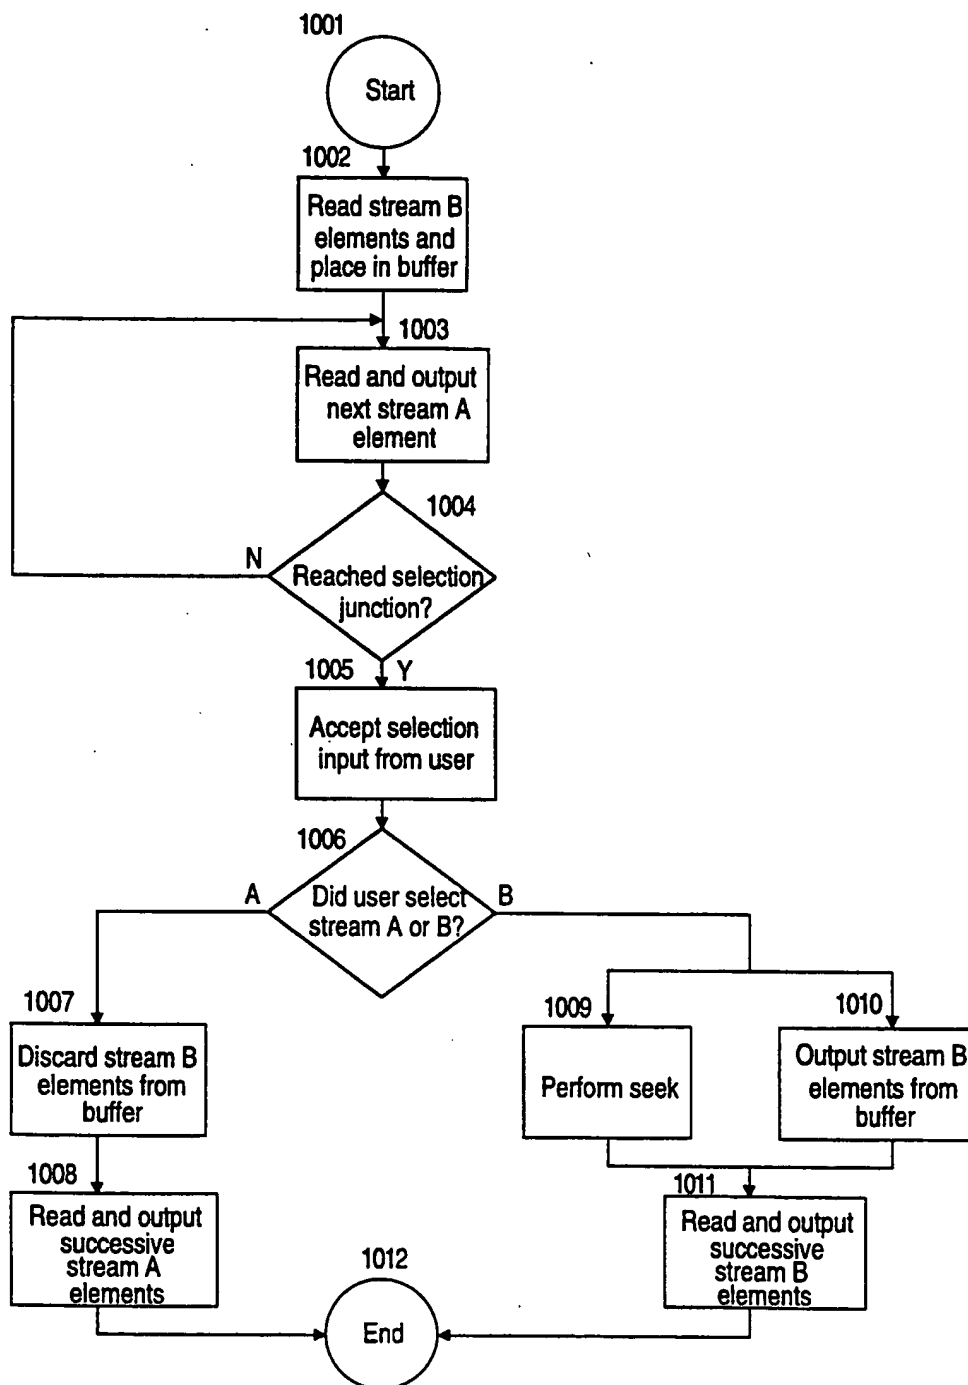 1001
Start
1002
Read stream B
elements and
place in buffer
1003
Read and output
next stream A
element
1004
N
Reached selection
junction?
1005
Y
Accept selection
input from user
1006
A
Did user select
stream A or B?
B
1007
Discard stream B
elements from
buffer
1009
Perform seek
1010
Output stream B
elements from
buffer
1008
Read and output
successive
stream A
elements
1011
Read and output
successive
stream B
elements
1012
End